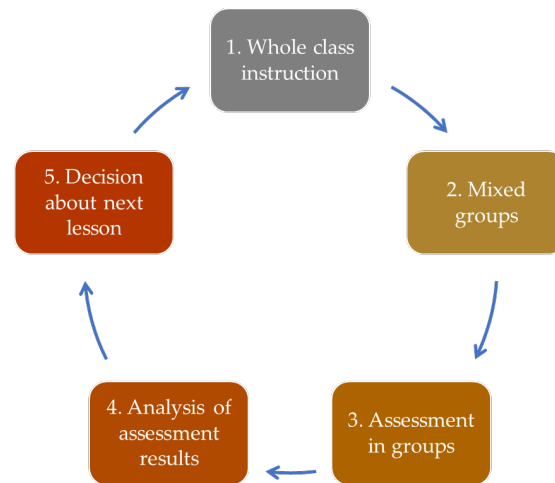 1. Whole class
instruction
2. Mixed
groups
3. Assessment
in groups
4. Analysis of
assessment
results
5. Decision
about next
lesson